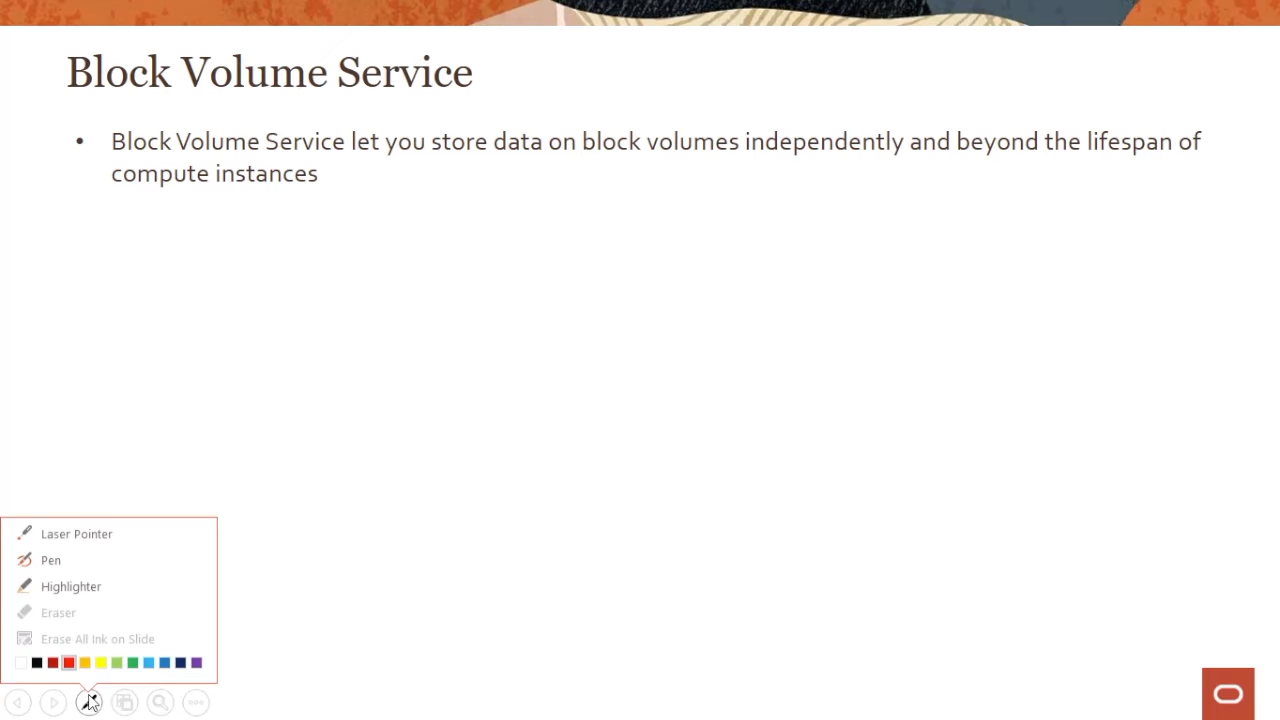 Block Volume Service
• Block Volume Service let you store data on block volumes independently and beyond the lifespan of
compute instances
Laser Pointer
Pen
Highlighter
Eraser
Erase All Ink on Slide